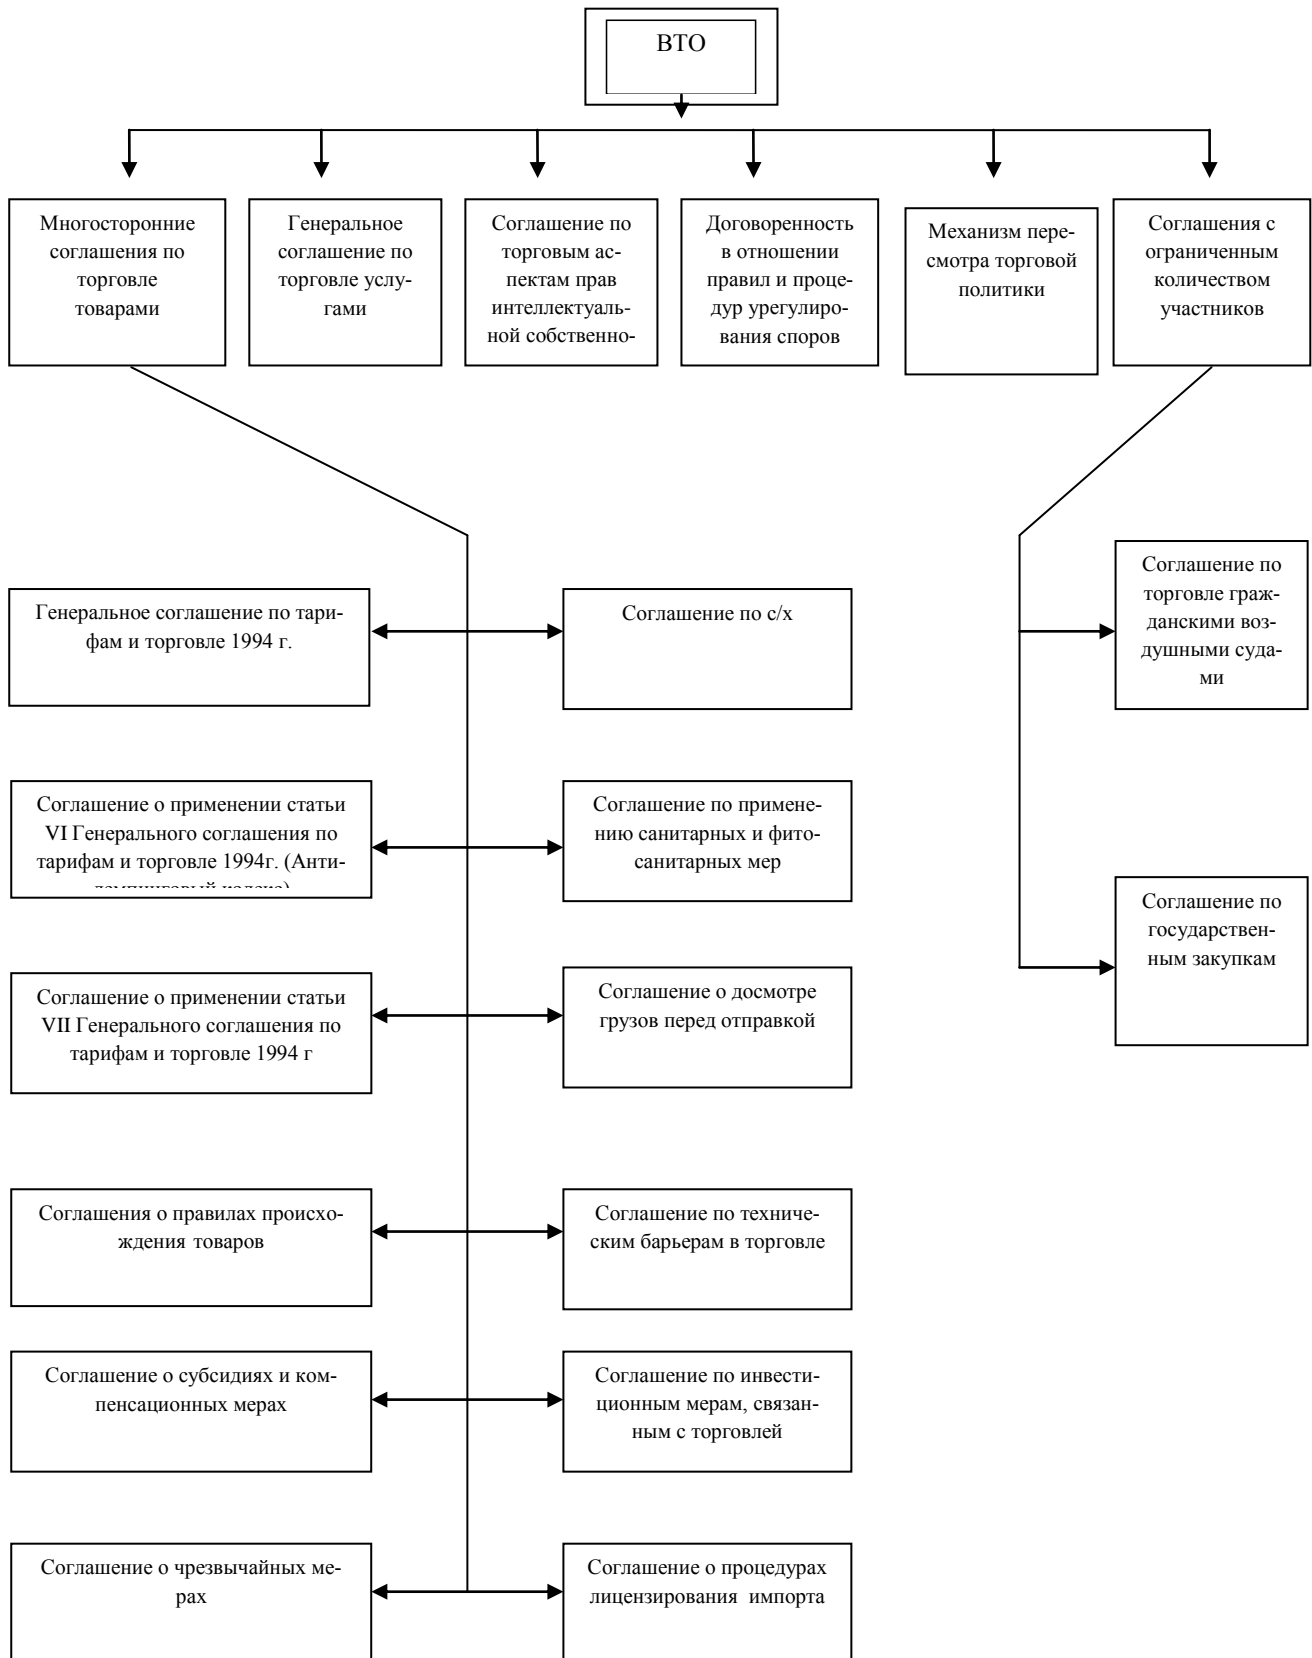 ВТО
Многосторонние
соглашения по
торговле
товарами
Генеральное
соглашение по
торговле услу-
гами
Соглашение по
торговым ас-
пектам прав
интеллектуаль-
ной собственно-
Договоренность
в отношении
правил и проце-
дур урегулиро-
вания споров
Механизм пере-
смотра торговой
политики
Соглашения с
ограниченным
количеством
участников
Генеральное соглашение по тари-
фам и торговле 1994 г.
Соглашение по с/х
Соглашение по
торговле граж-
данскими воз-
душными суда-
ми
Соглашение о применении статьи
VI Генерального соглашения по
тарифам и торговле 1994г. (Анти-
демпинговый кодекс)
Соглашение по примене-
нию санитарных и фито-
санитарных мер
Соглашение по
государствен-
ным закупкам
Соглашение о применении статьи
VII Генерального соглашения по
тарифам и торговле 1994 г
Соглашение о досмотре
грузов перед отправкой
Соглашения о правилах происхо-
ждения товаров
Соглашение по техниче-
ским барьерам в торговле
Соглашение о субсидиях и ком-
пенсационных мерах
Соглашение по инвести-
ционным мерам, связан-
ным с торговлей
Соглашение о чрезвычайных ме-
рах
Соглашение о процедурах
лицензирования импорта